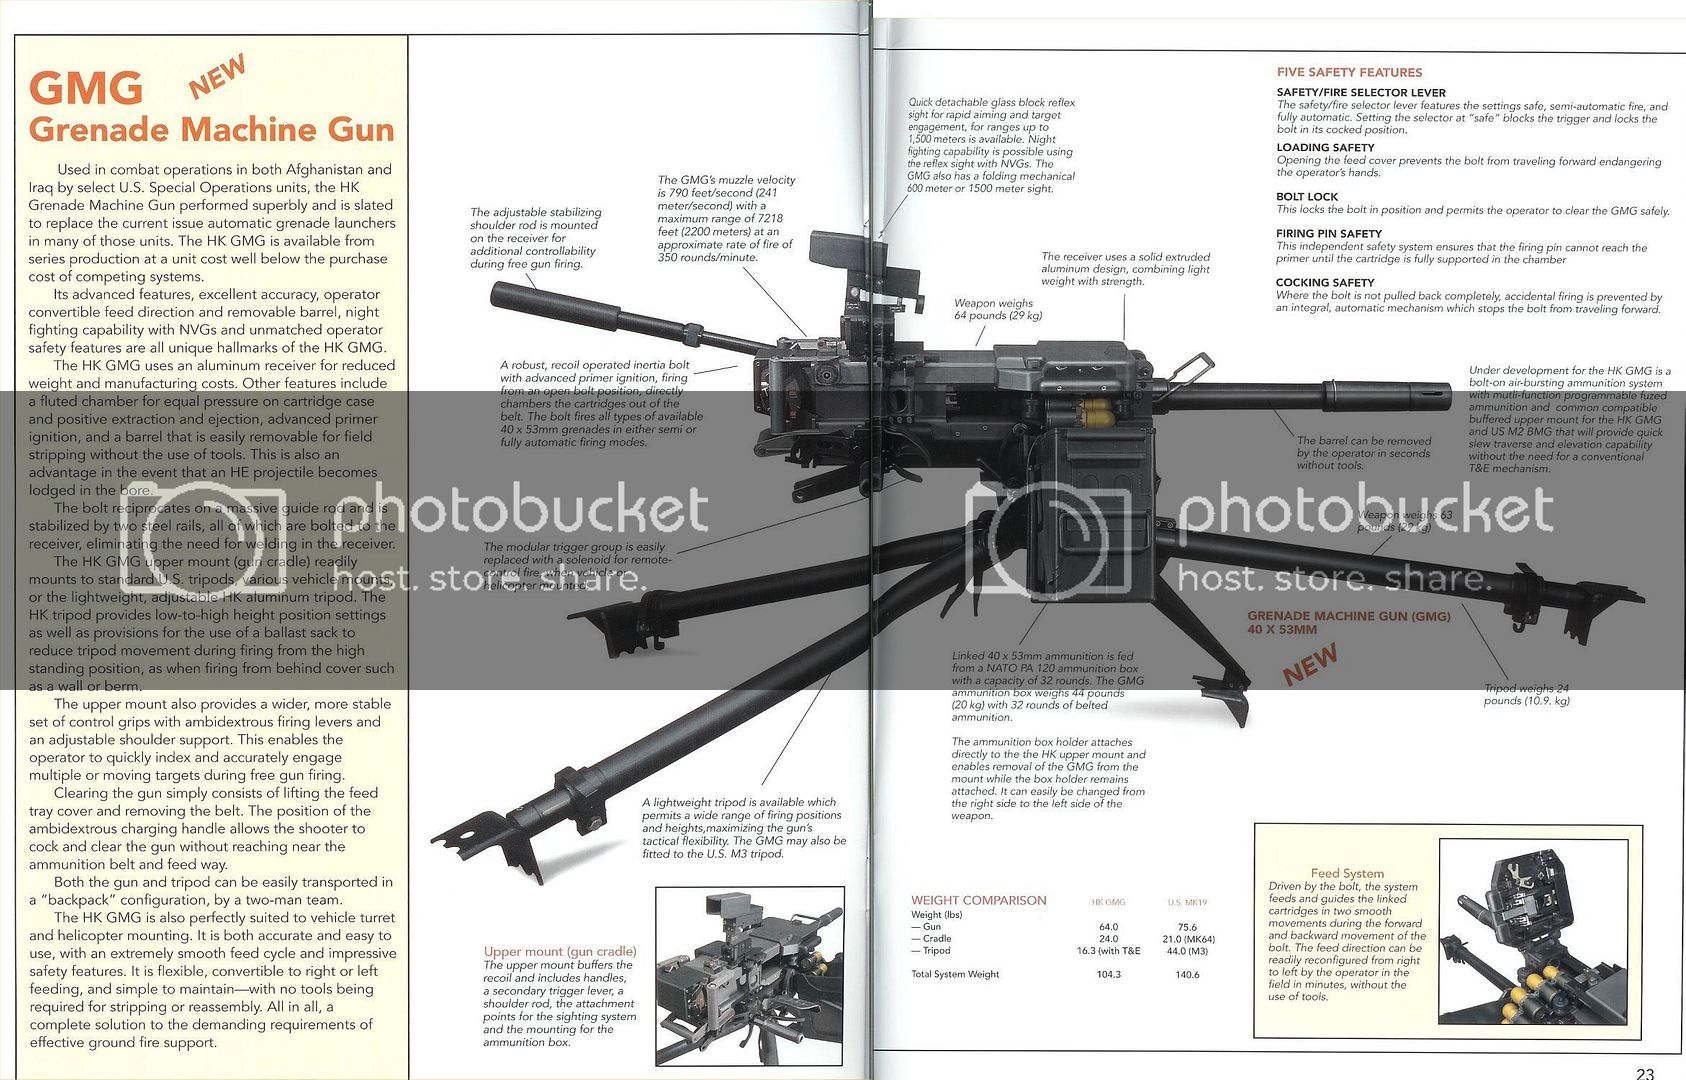 GMG
NEW
Grenade Machine Gun
Used in combat operations in both Afghanistan and
Iraq by select U.S. Special Operations units, the HK
Grenade Machine Gun performed superbly and is slated
to replace the current issue automatic grenade launchers
in many of those units. The HK GMG is available from
series production at a unit cost well below the purchase
cost of competing systems.
Its advanced features, excellent accuracy, operator
convertible feed direction and removable barrel, night
fighting capability with NVGs and unmatched operator
safety features are all unique hallmarks of the HK GMG.
The HK GMG uses an aluminum receiver for reduced
weight and manufacturing costs. Other features include
a fluted chamber for equal pressure on cartridge case
and positive extraction and ejection, advanced primer
ignition, and a barrel that is easily removable for field
stripping without the use of tools. This is also an
advantage in the event that an HE projectile becomes
lodged in the bore.
The bolt reciprocates on a massive guide rod and is
stabilized by two steel rails, all of which are bolted to the
receiver, eliminating the need for welding in the receiver.
The HK GMG upper mount (gun cradle) readily
mounts to standard U.S. tripods, various vehicle mounts,
or the lightweight, adjustable HK aluminum tripod. The
HK tripod provides low-to-high height position settings
as well as provisions for the use of a ballast sack to
reduce tripod movement during firing from the high
standing position, as when firing from behind cover such
as a wall or berm.
The upper mount also provides a wider, more stable
set of control grips with ambidextrous firing levers and
an adjustable shoulder support. This enables the
operator to quickly index and accurately engage
multiple or moving targets during free gun firing.
Clearing the gun simply consists of lifting the feed
tray cover and removing the belt. The position of the
ambidextrous charging handle allows the shooter to
cock and clear the gun without reaching near the
ammunition belt and feed way.
Both the gun and tripod can be easily transported in
a "backpack" configuration, by a two-man team.
The HK GMG is also perfectly suited to vehicle turret
and helicopter mounting. It is both accurate and easy to
use, with an extremely smooth feed cycle and impressive
safety features. It is flexible, convertible to right or left
feeding, and simple to maintain—with no tools being
required for stripping or reassembly. All in all, a
complete solution to the demanding requirements of
effective ground fire support.
The adjustable stabilizing
shoulder rod is mounted
on the receiver for
additional controllability
during free gun firing.
The GMG's muzzle velocity
is 790 feet/second (241
meter/second) with a
maximum range of 7218
feet (2200 meters) at an
approximate rate of fire of
350 rounds/minute.
A robust, recoil operated inertia bolt
with advanced primer ignition, firing
from an open bolt position, directly
chambers the cartridges out of the
belt. The bolt fires all types of available
40 x 53mm grenades in either semi or
fully automatic firing modes.
The modular trigger group is easily
replaced with a solenoid for remote-
control fire, when vehicle or
helicopter mounted.
A lightweight tripod is available which
permits a wide range of firing positions
and heights,maximizing the gun's
tactical flexibility. The GMG may also be
fitted to the U.S. M3 tripod.
Upper mount (gun cradle)
The upper mount buffers the
recoil and includes handles,
a secondary trigger lever, a
shoulder rod, the attachment
points for the sighting system
and the mounting for the
ammunition box.
Quick detachable glass block reflex
sight for rapid aiming and target
engagement, for ranges up to
1,500 meters is available. Night
fighting capability is possible using
the reflex sight with NVGs. The
GMG also has a folding mechanical
600 meter or 1500 meter sight.
Weapon weighs
64 pounds (29 kg)
The receiver uses a solid extruded
aluminum design, combining light
weight with strength.
FIVE SAFETY FEATURES
SAFETY/FIRE SELECTOR LEVER
The safety/fire selector lever features the settings safe, semi-automatic fire, and
fully automatic. Setting the selector at "safe" blocks the trigger and locks the
bolt in its cocked position.
LOADING SAFETY
Opening the feed cover prevents the bolt from traveling forward endangering
the operator's hands.
BOLT LOCK
This locks the bolt in position and permits the operator to clear the GMG safely.
FIRING PIN SAFETY
This independent safety system ensures that the firing pin cannot reach the
primer until the cartridge is fully supported in the chamber
COCKING SAFETY
Where the bolt is not pulled back completely, accidental firing is prevented by
an integral, automatic mechanism which stops the bolt from traveling forward.
Under development for the HK GMG is a
bolt-on air-bursting ammunition system
with mutli-function programmable fuzed
ammunition and common compatible
buffered upper mount for the HK GMG
and US M2 BMG that will provide quick
slew traverse and elevation capability
without the need for a conventional
T&E mechanism.
The barrel can be removed
by the operator in seconds
without tools.
Weapon weighs 63
pounds (29 kg)
GRENADE MACHINE GUN (GMG)
40 X 53MM
NEW
Tripod weighs 24
pounds (10.9. kg)
Linked 40 x 53mm ammunition is fed
from a NATO PA 120 ammunition box
with a capacity of 32 rounds. The GMG
ammunition box weighs 44 pounds
(20 kg) with 32 rounds of belted
ammunition.
The ammunition box holder attaches
directly to the the HK upper mount and
enables removal of the GMG from the
mount while the box holder remains
attached. It can easily be changed from
the right side to the left side of the
weapon.
WEIGHT COMPARISON HK GMG U.S. MK19
Weight (lbs)
— Gun 64.0 75.6
— Cradle 24.0 21.0 (MK64)
— Tripod 16.3 (with T&E 44.0 (M3)
Total System Weight 104.3 140.6
Feed System
Driven by the bolt, the system
feeds and guides the linked
cartridges in two smooth
movements during the forward
and backward movement of the
bolt. The feed direction can be
readily reconfigured from right
to left by the operator in the
field in minutes, without the
use of tools.
23
photobucket
host. store. share.
photobucket
host. store. share.